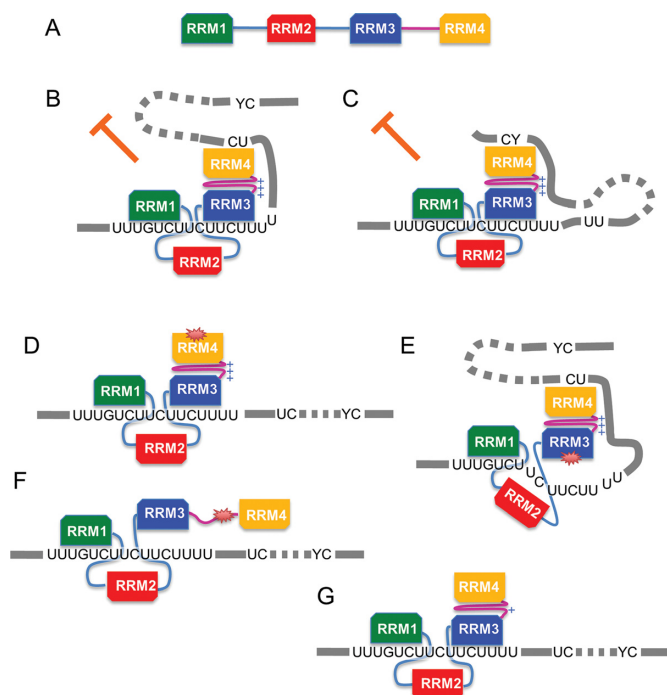 A
RRM1 RRM2 RRM3 RRM4
B
YC
CU
RRM4
+
+
+
RRM1 RRM3
UUUGUCUUCUUCUUU U
RRM2
C
CY
RRM4
+
+
+
RRM1 RRM3
UUUGUCUUCUUCUUUU UU
RRM2
D
RRM4
+
+
+
RRM1 RRM3
UUUGUCUUCUUCUUUU UC YC
RRM2
E
YC
CU
RRM4
+
+
+
RRM1 RRM3
UUUGUCU U C UUCUU U U
RRM2
F
RRM3 RRM4
RRM1
UUUGUCUUCUUCUUUU UC YC
RRM2
G
RRM4
+
RRM1 RRM3
UUUGUCUUCUUCUUUU UC YC
RRM2